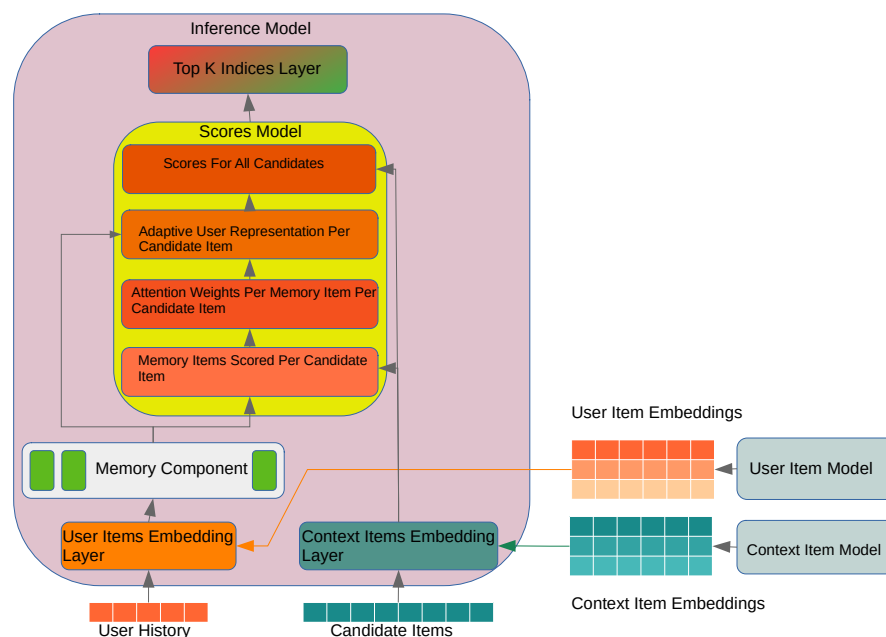 Inference Model
Top K Indices Layer
Scores Model
Scores For All Candidates
Adaptive User Representation Per
Candidate Item
Attention Weights Per Memory Item Per
Candidate Item
Memory Items Scored Per Candidate
Item
Memory Component
User Items Embedding
Layer
Context Items Embedding
Layer
User History
Candidate Items
User Item Embeddings
User Item Model
Context Item Model
Context Item Embeddings